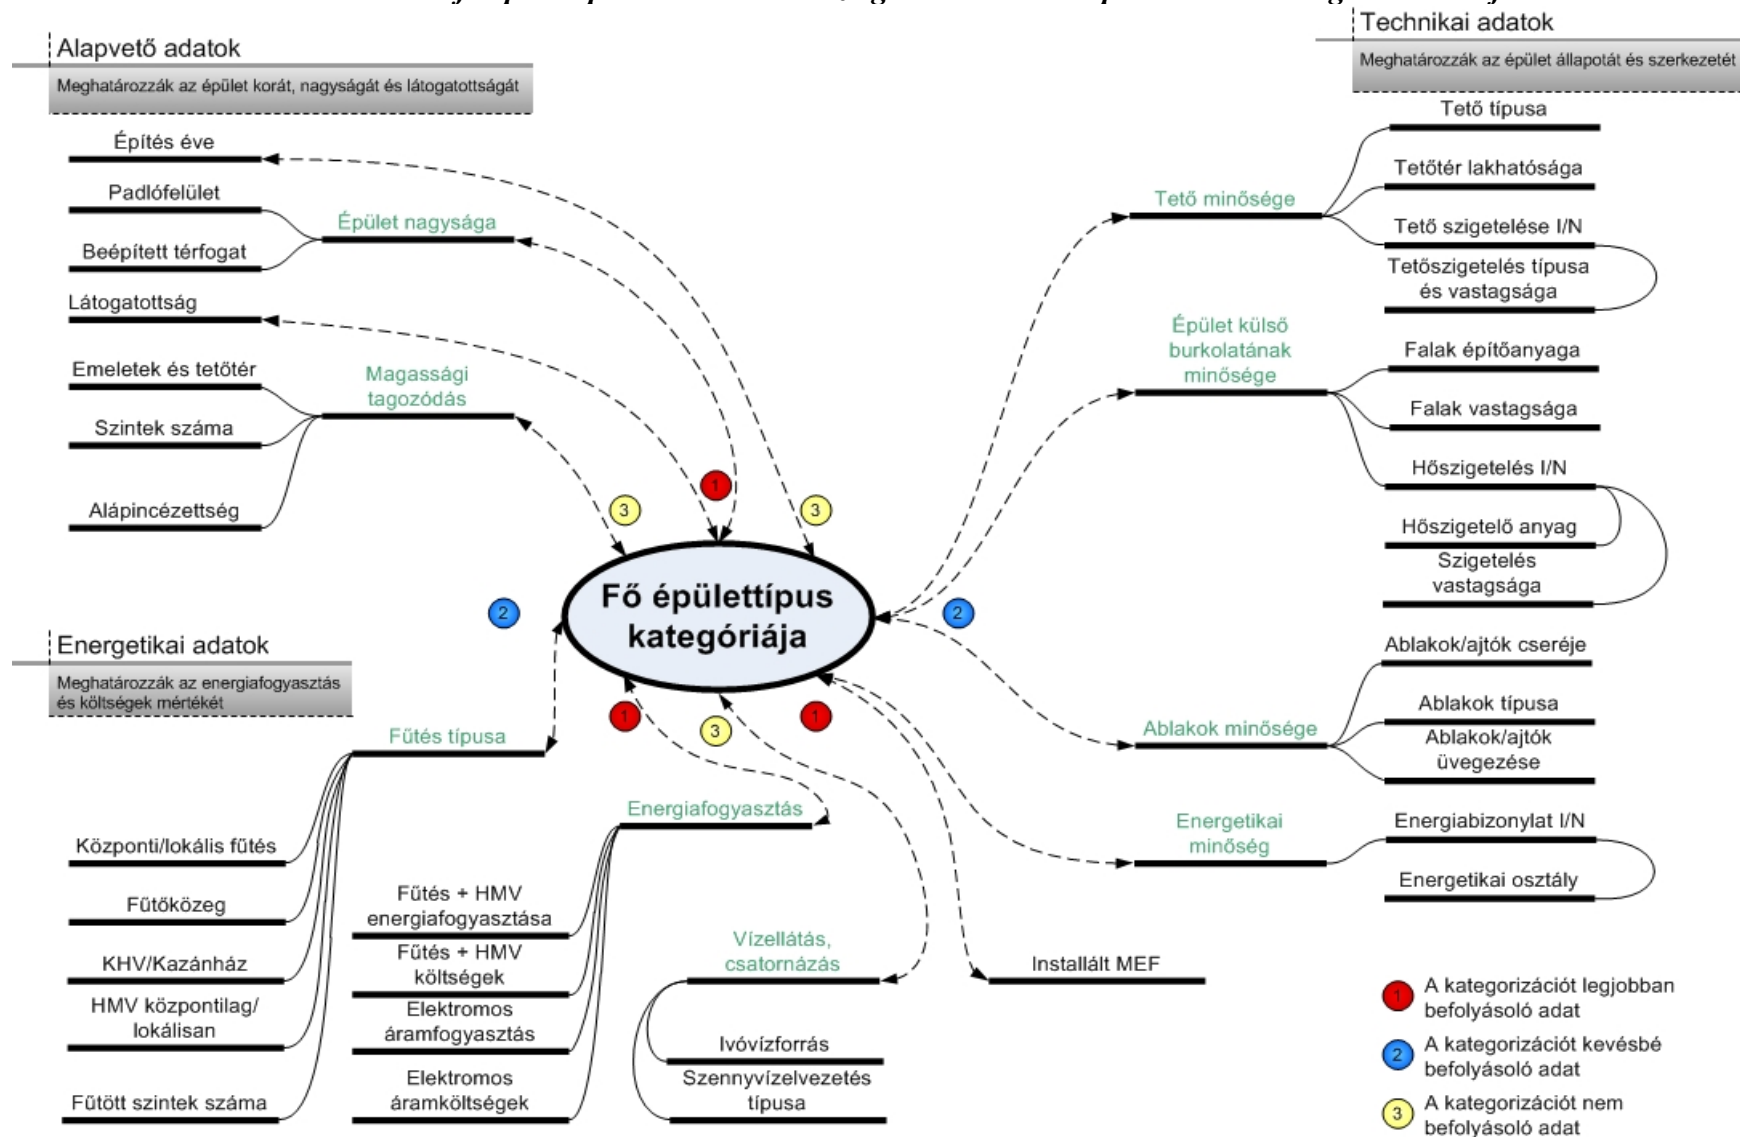 Alapvető adatok
Meghatározzák az épület korát, nagyságát és látogatottságát
Építés éve
Padlófelület
Épület nagysága
Beépített térfogat
Látogatottság
Emeletek és tetőtér
Magassági
tagozódás
Szintek száma
Alápincézettség
Technikai adatok
Meghatározzák az épület állapotát és szerkezetét
Tető típusa
Tetőtér lakhatósága
Tető minősége
Tető szigetelése I/N
Tetőszigetelés típusa
és vastagsága
Épület külső
burkolatának
minősége
Falak építőanyaga
Falak vastagsága
Hőszigetelés I/N
Hőszigetelő anyag
Szigetelés
vastagsága
1
3
3
Fő épülettípus
kategóriája
2
2
1
3
1
Ablakok/ajtók cseréje
Ablakok típusa
Ablakok minősége
Ablakok/ajtók
üvegezése
Energetikai
minőség
Energiabizonylat I/N
Energetikai osztály
Energetikai adatok
Meghatározzák az energiafogyasztás
és költségek mértékét
Fűtés típusa
Központi/lokális fűtés
Fűtőközeg
KHV/Kazánház
HMV központilag/
lokálisan
Fűtött szintek száma
Energiafogyasztás
Fűtés + HMV
energiafogyasztása
Fűtés + HMV
költségek
Elektromos
áramfogyasztás
Elektromos
áramköltségek
Vízellátás,
csatornázás
Ivóvízforrás
Szennyvízelvezetés
típusa
Installált MEF
1 A kategorizációt legjobban
befolyásoló adat
2 A kategorizációt kevésbé
befolyásoló adat
3 A kategorizációt nem
befolyásoló adat